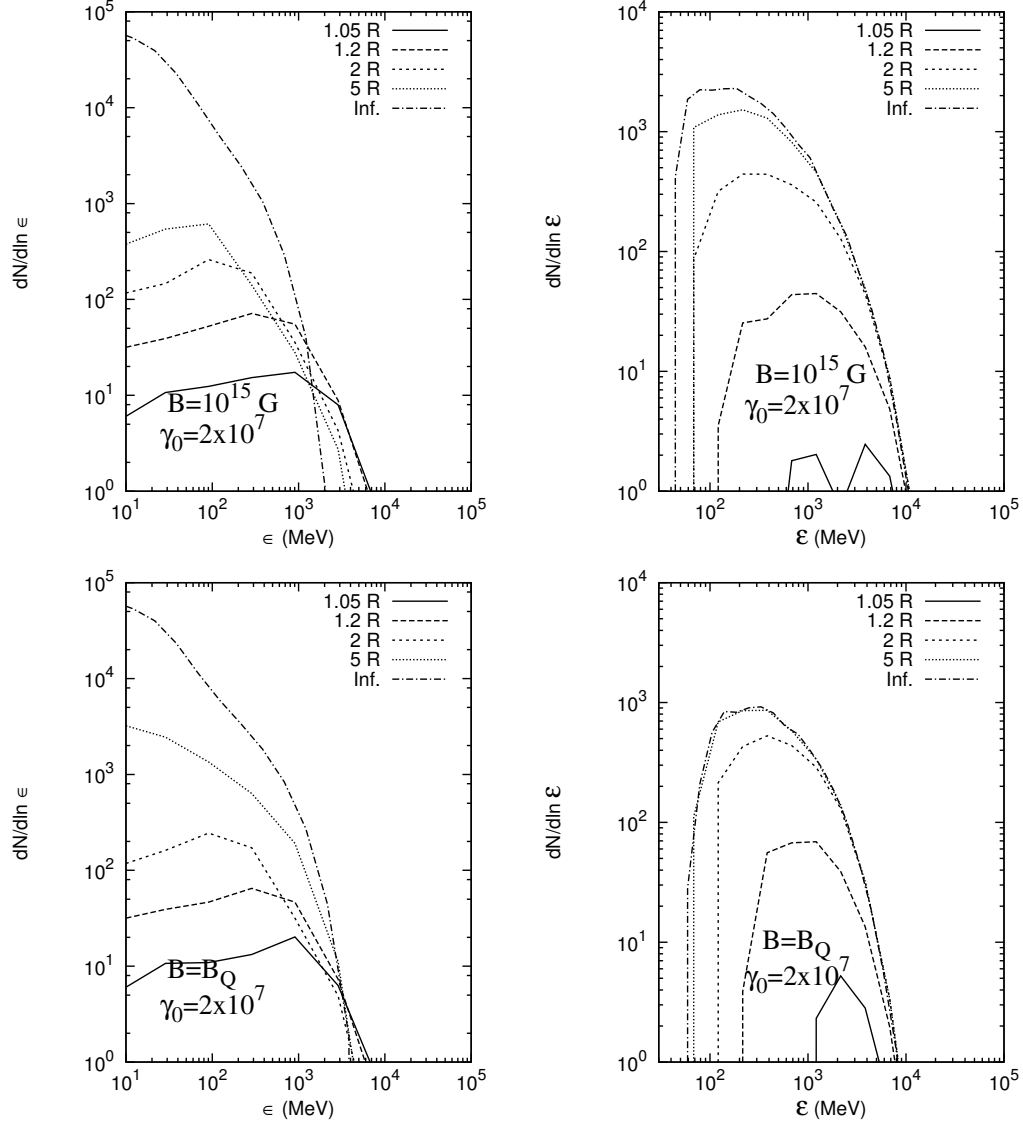 10^5
10^4
10^3
10^2
10^1
10^0
dN/dln ϵ
1.05 R
1.2 R
2 R
5 R
Inf.
B=10^15 G
γ_0=2x10^7
10^1 10^2 10^3 10^4 10^5
ϵ (MeV)
10^4
10^3
10^2
10^1
10^0
dN/dln ε
1.05 R
1.2 R
2 R
5 R
Inf.
B=10^15 G
γ_0=2x10^7
10^2 10^3 10^4 10^5
ε (MeV)
10^5
10^4
10^3
10^2
10^1
10^0
dN/dln ϵ
1.05 R
1.2 R
2 R
5 R
Inf.
B=B_Q
γ_0=2x10^7
10^1 10^2 10^3 10^4 10^5
ϵ (MeV)
10^4
10^3
10^2
10^1
10^0
dN/dln ε
1.05 R
1.2 R
2 R
5 R
Inf.
B=B_Q
γ_0=2x10^7
10^2 10^3 10^4 10^5
ε (MeV)